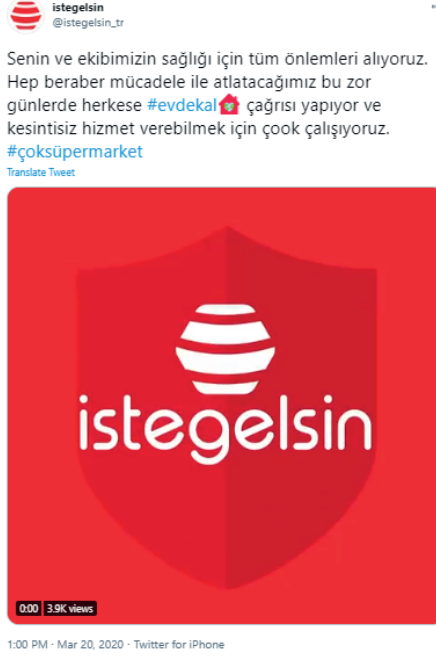 istegelsin
@istegelsin_tr
Senin ve ekibimizin sağlığı için tüm önlemleri alıyoruz.
Hep beraber mücadele ile atlatacağımız bu zor
günlerde herkese #evdekal çağrısı yapıyor ve
kesintisiz hizmet verebilmek için çook çalışıyoruz.
#çoksüpermarket
Translate Tweet
istegelsin
0:00 3.9K views
1:00 PM · Mar 20, 2020 · Twitter for iPhone